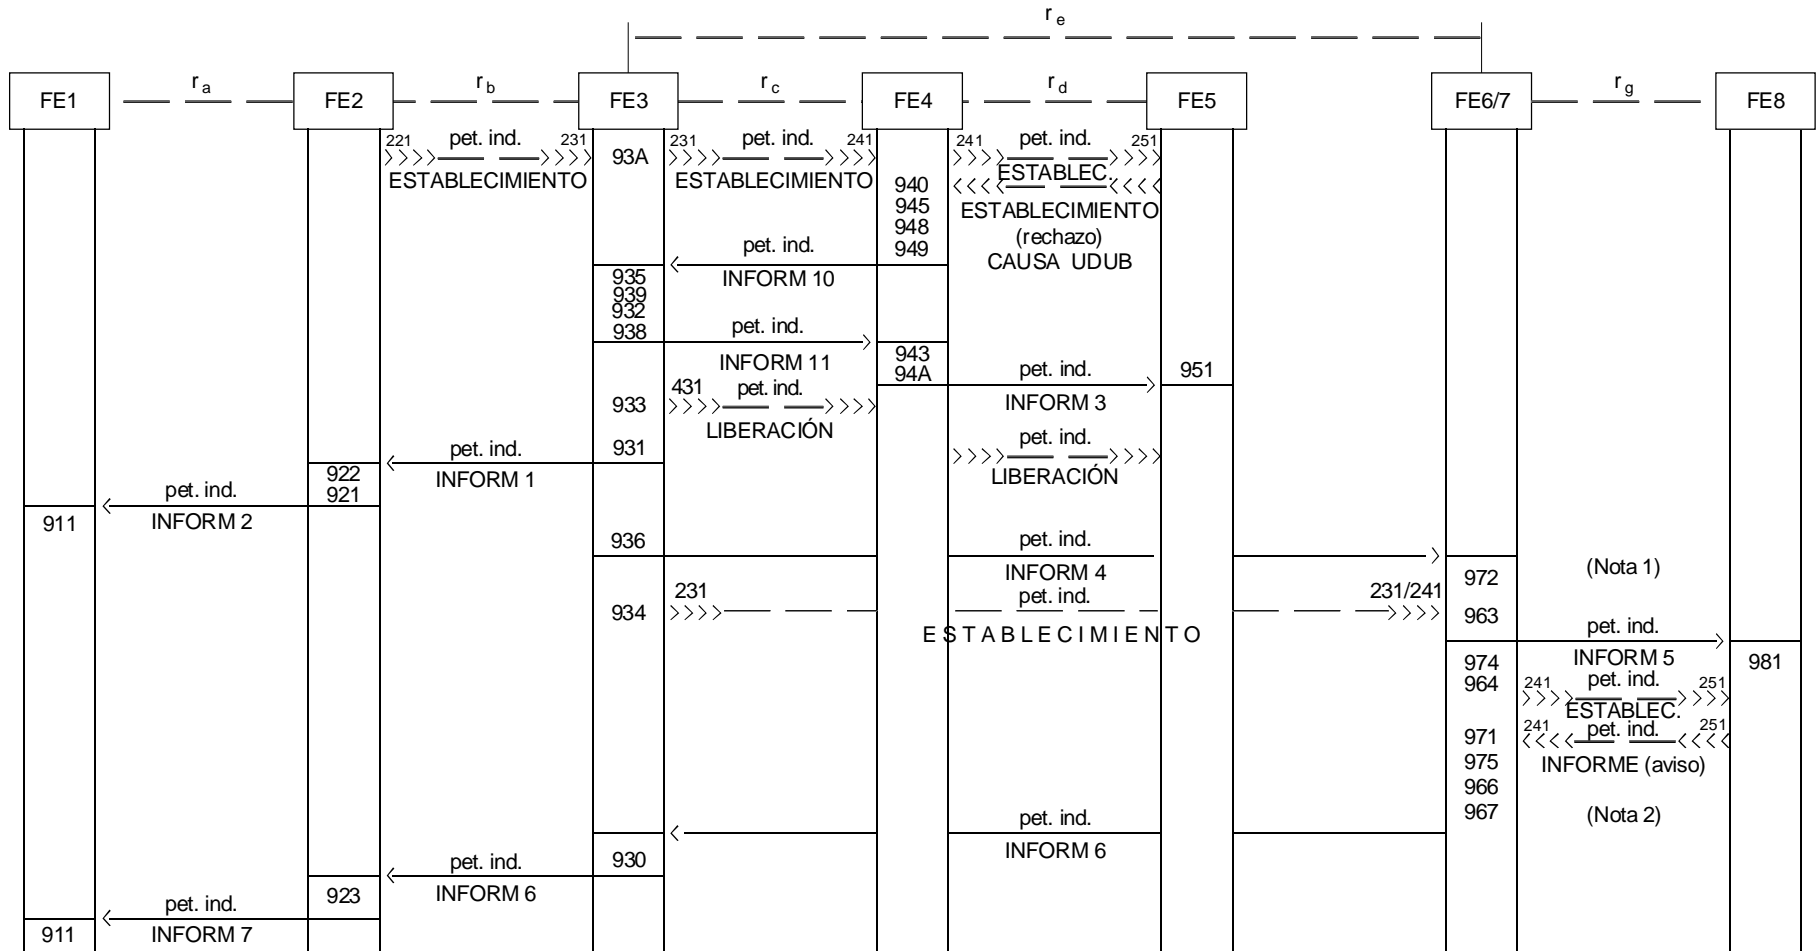 r e
FE1 r a FE2 r b FE3 r c FE4 r d FE5 FE6/7 r g FE8
221 pet. ind. 231 93A 231 pet. ind. 241 241 pet. ind. 251
ESTABLECIMIENTO ESTABLECIMIENTO ESTABLEC.
940
945 ESTABLECIMIENTO
948 (rechazo)
pet. ind. 949 CAUSA UDUB
935 INFORM 10
939
932
938 pet. ind.
INFORM 11 943
94A pet. ind. 951
INFORM 3
933 431 pet. ind.
LIBERACIÓN
pet. ind. 931 pet. ind.
INFORM 1 LIBERACIÓN
922
pet. ind. 921
911 INFORM 2
936 pet. ind.
INFORM 4 972 (Nota 1)
934 231 pet. ind. 231/241
ESTABLECIMIENTO 963 pet. ind.
974 INFORM 5 981
964 241 pet. ind. 251
ESTABLEC.
971 241 pet. ind. 251
975 INFORME (aviso)
966
967 (Nota 2)
pet. ind.
INFORM 6
pet. ind. 930
INFORM 6
pet. ind. 923
911 INFORM 7